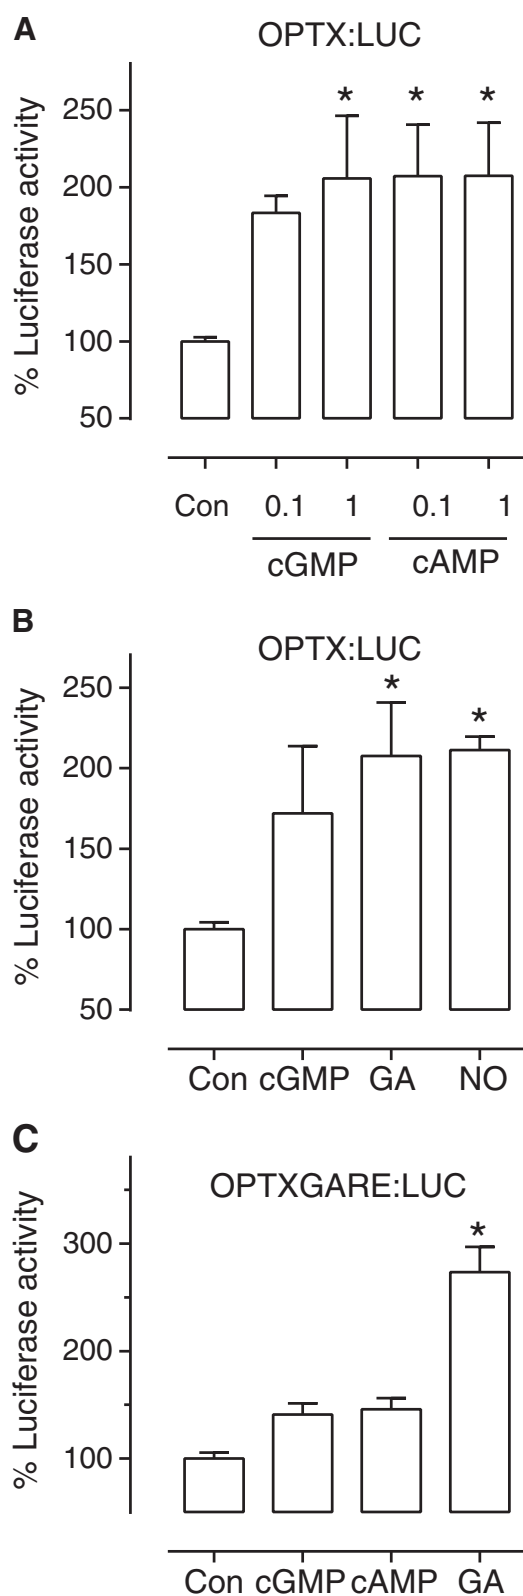 A
OPTX:LUC
% Luciferase activity
250
200
150
100
50
* * *
Con 0.1 1 0.1 1
cGMP cAMP
B
OPTX:LUC
% Luciferase activity
250
200
150
100
50
* *
Con cGMP GA NO
C
OPTXGARE:LUC
% Luciferase activity
300
200
100
*
Con cGMP cAMP GA